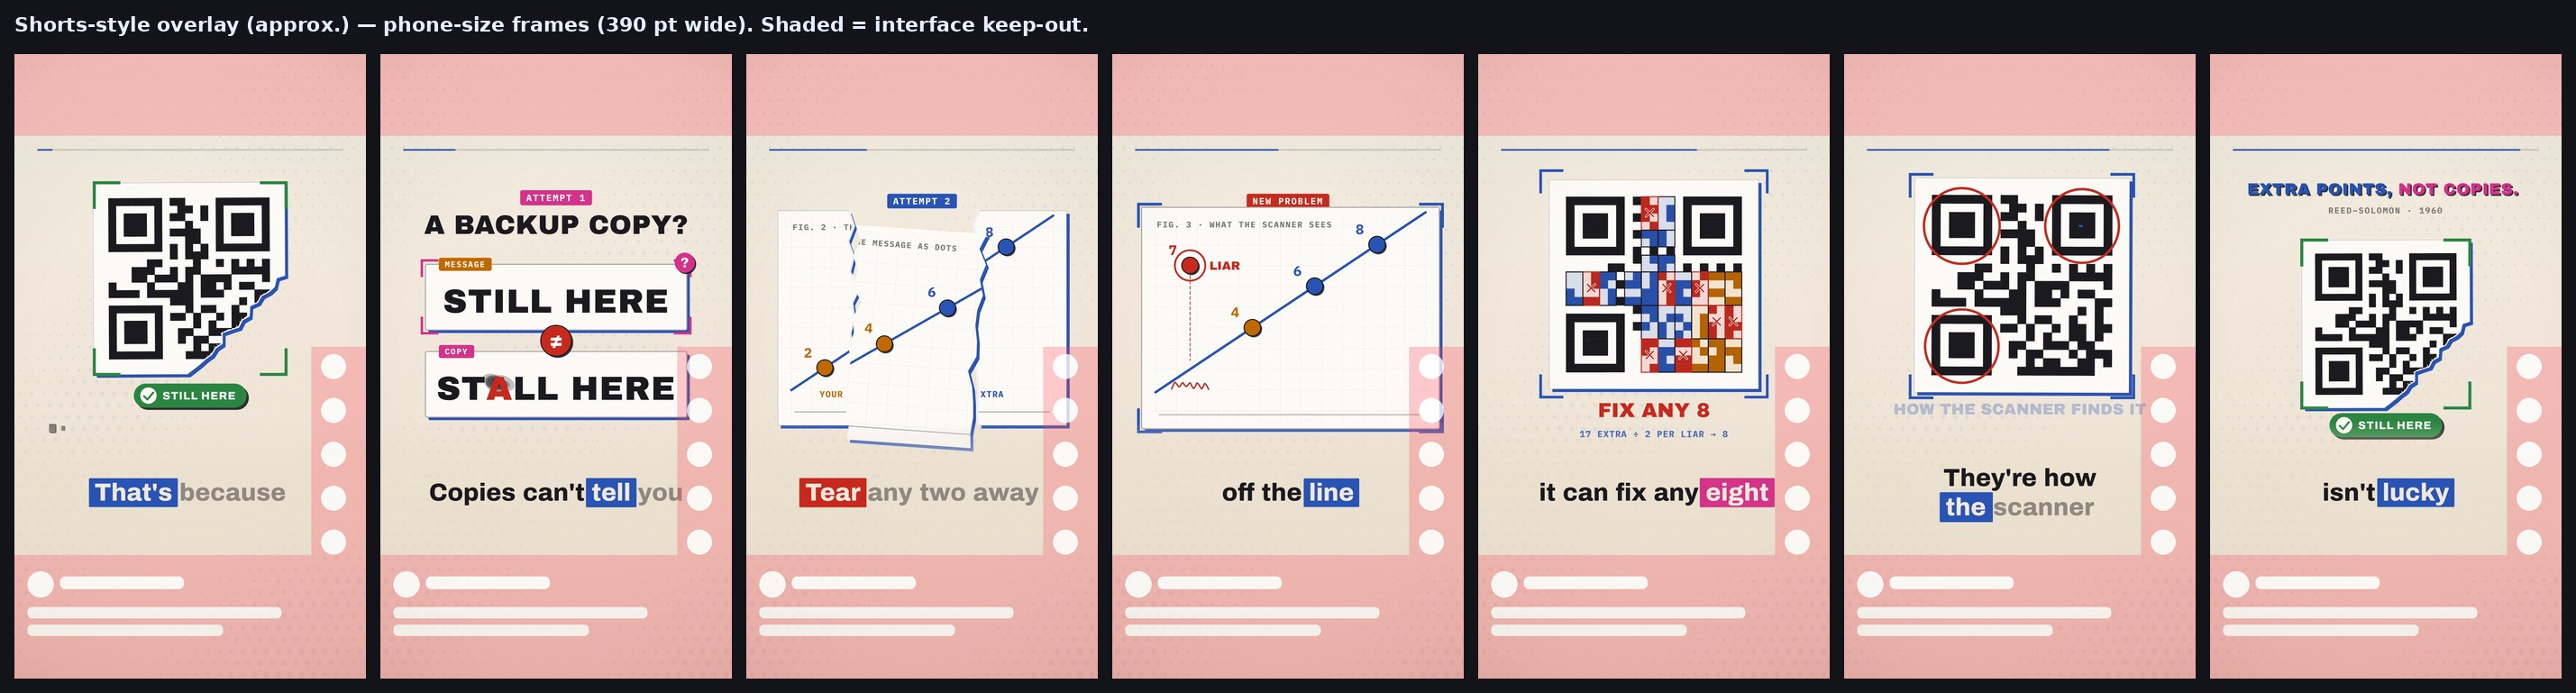 Shorts-style overlay (approx.) — phone-size frames (390 pt wide). Shaded = interface keep-out.
STILL HERE
That's because
ATTEMPT 1
A BACKUP COPY?
MESSAGE
?
STILL HERE
≠
COPY
STALL HERE
Copies can't tell you
ATTEMPT 2
FIG. 2 · TH
E MESSAGE AS DOTS
8
6
4
2
YOUR
XTRA
Tear any two away
NEW PROBLEM
FIG. 3 · WHAT THE SCANNER SEES
8
7
LIAR
6
4
off the line
FIX ANY 8
17 EXTRA ÷ 2 PER LIAR → 8
it can fix any eight
HOW THE SCANNER FINDS IT
They're how
the scanner
EXTRA POINTS, NOT COPIES.
REED-SOLOMON · 1960
STILL HERE
isn't lucky